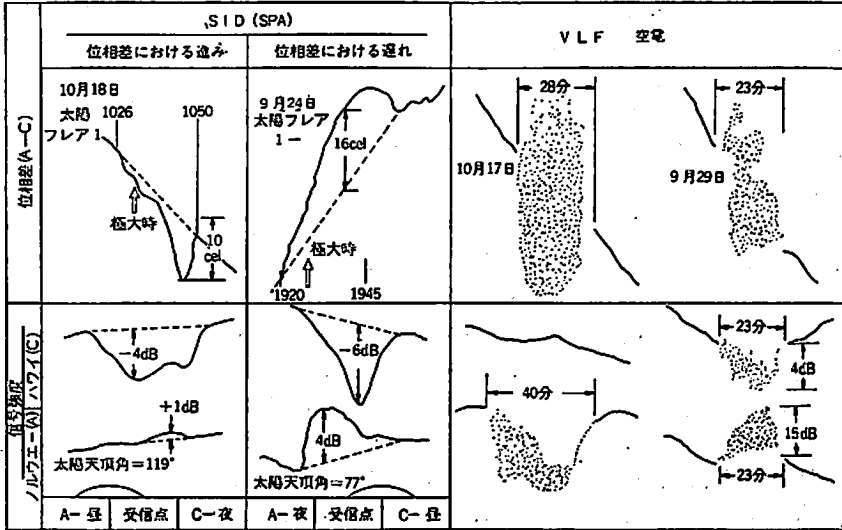 SID (SPA)
位相差における進み
位相差における遅れ
VLF 空電
位相差(A-C)
10月18日
太陽
フレア 1
1026
1050
極大時
10
cel
9月24日
太陽フレア
1-
16cel
極大時
1920
1945
28分
10月17日
23分
9月29日
信号強度
ハワイ(C)
ノルウエー(A)
-4dB
+1dB
太陽天頂角=119°
-6dB
4dB
太陽天頂角=77°
40分
23分
4dB
15dB
23分
A-昼
受信点
C-夜
A-夜
受信点
C-昼